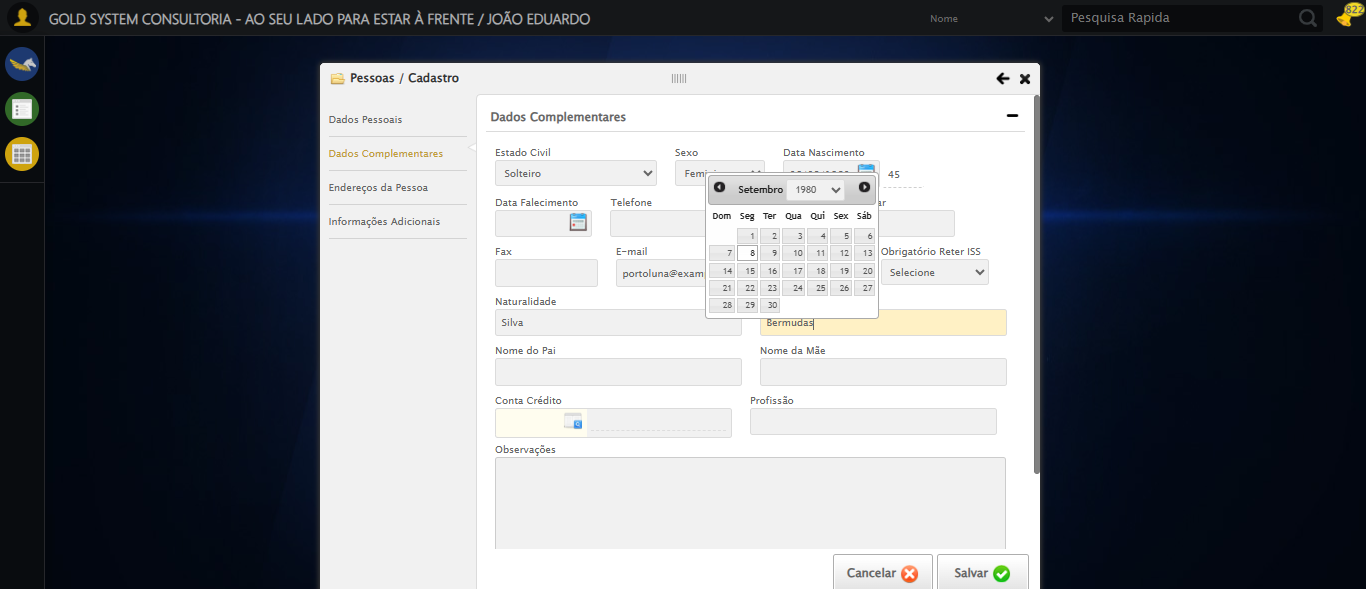 GOLD SYSTEM CONSULTORIA - AO SEU LADO PARA ESTAR À FRENTE / JOÃO EDUARDO
Nome
Pesquisa Rapida
822
Pessoas / Cadastro
Dados Pessoais
Dados Complementares
Endereços da Pessoa
Informações Adicionais
Dados Complementares
Estado Civil Sexo Data Nascimento
Solteiro 45
Setembro 1980
Dom Seg Ter Qua Qui Sex Sáb
1 2 3 4 5 6
7 8 9 10 11 12 13
14 15 16 17 18 19 20
21 22 23 24 25 26 27
28 29 30
Data Falecimento Telefone
Fax E-mail Obrigatório Reter ISS
Selecione
Naturalidade
Silva Bermudas
Nome do Pai Nome da Mãe
Conta Crédito Profissão
Observações
Cancelar Salvar